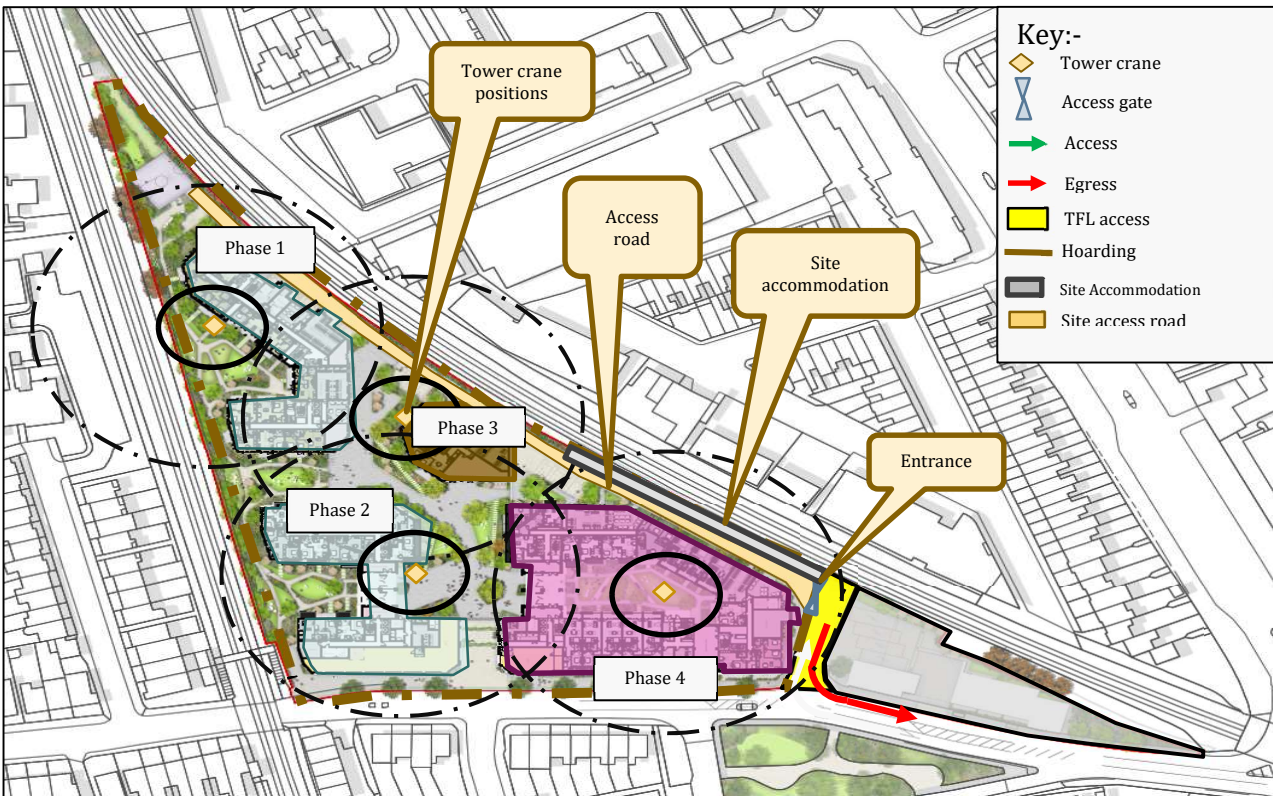 Key:-
Tower crane
Access gate
Access
Egress
TFL access
Hoarding
Site Accommodation
Site access road
Tower crane
positions
Access
road
Site
accommodation
Entrance
Phase 1
Phase 3
Phase 2
Phase 4